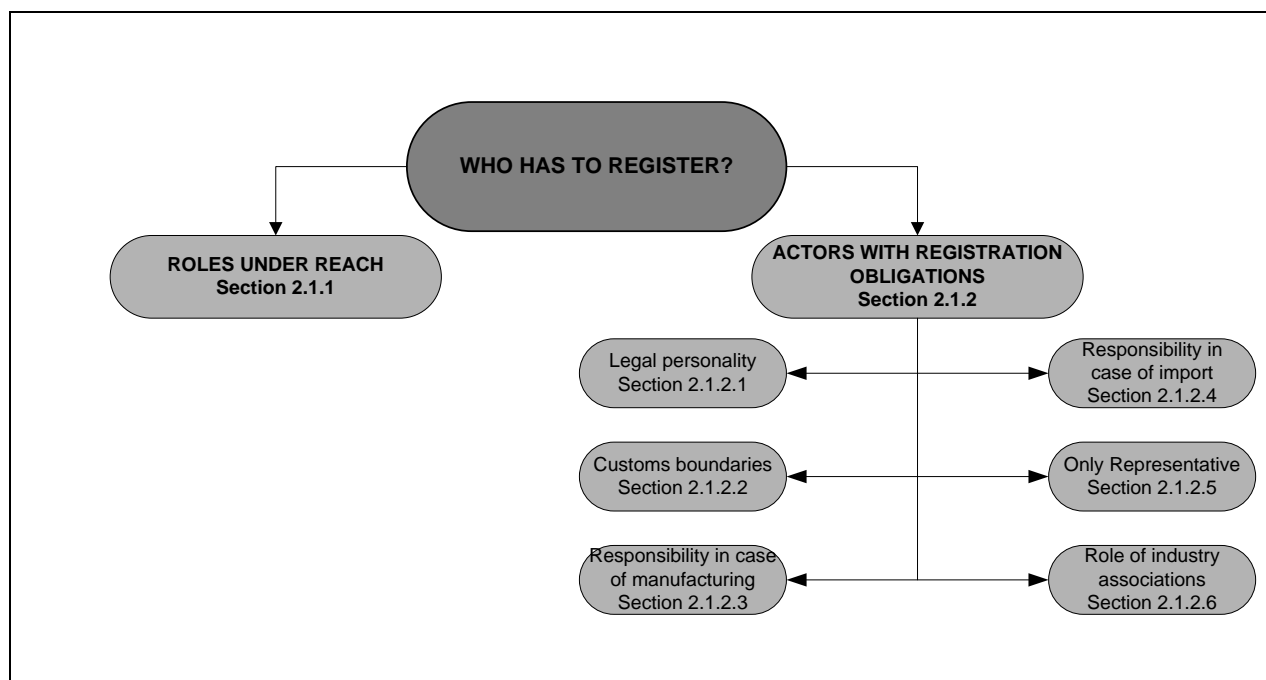 WHO HAS TO REGISTER?
ROLES UNDER REACH
Section 2.1.1
ACTORS WITH REGISTRATION
OBLIGATIONS
Section 2.1.2
Legal personality
Section 2.1.2.1
Responsibility in
case of import
Section 2.1.2.4
Customs boundaries
Section 2.1.2.2
Only Representative
Section 2.1.2.5
Responsibility in case
of manufacturing
Section 2.1.2.3
Role of industry
associations
Section 2.1.2.6